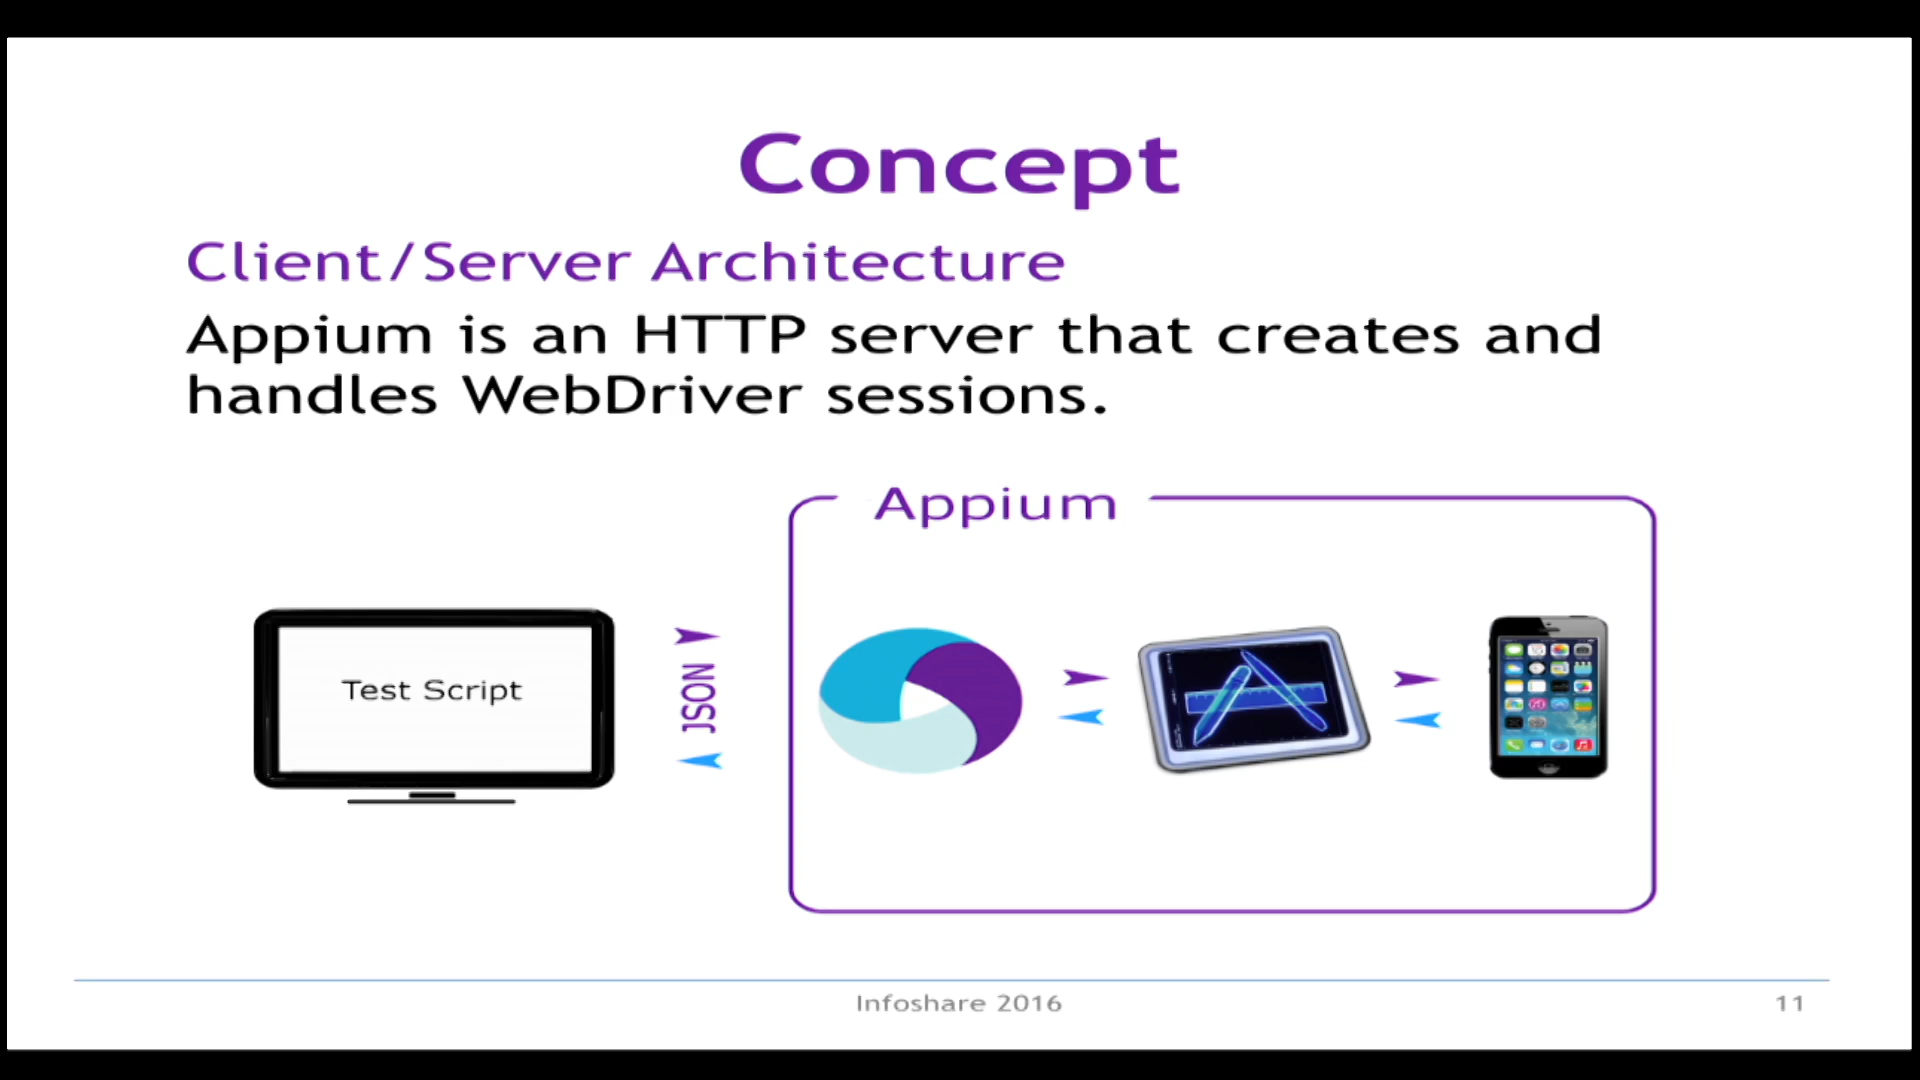 Concept
Client/Server Architecture
Appium is an HTTP server that creates and
handles WebDriver sessions.
Appium
Test Script
JSON
Infoshare 2016
11